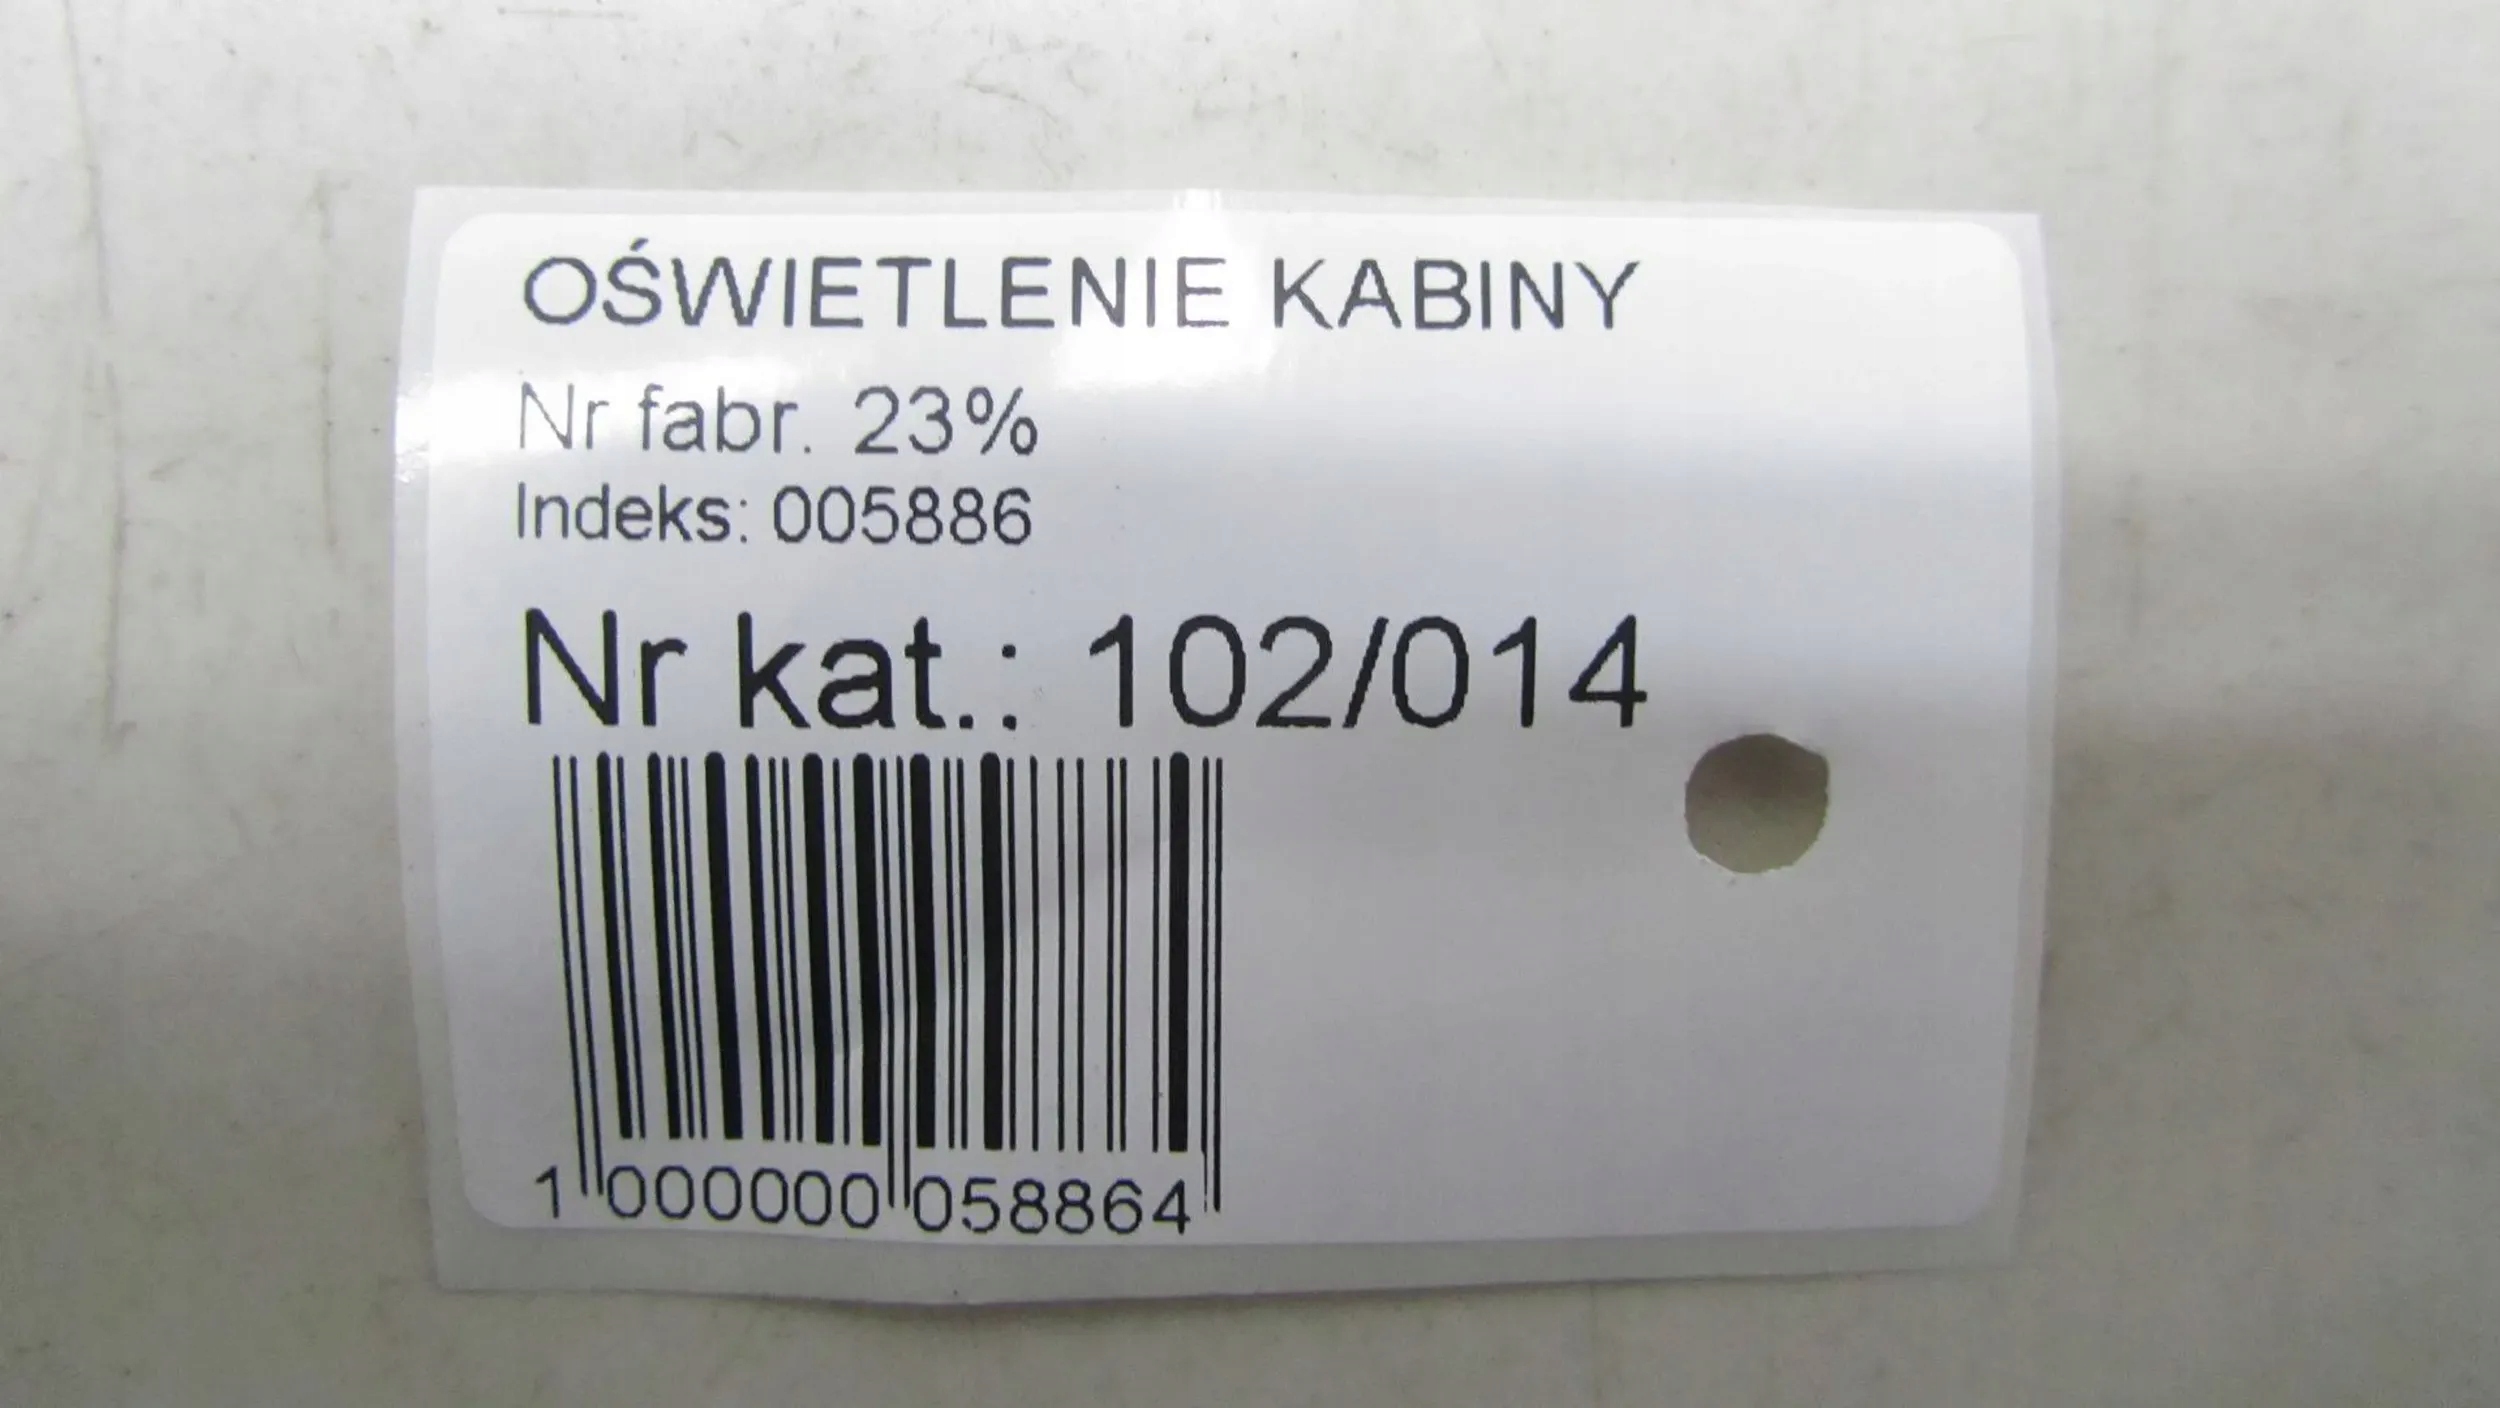 OŚWIETLENIE KABINY
Nr fabr. 23%
Indeks: 005886
Nr kat.: 102/014
1 000000 058864